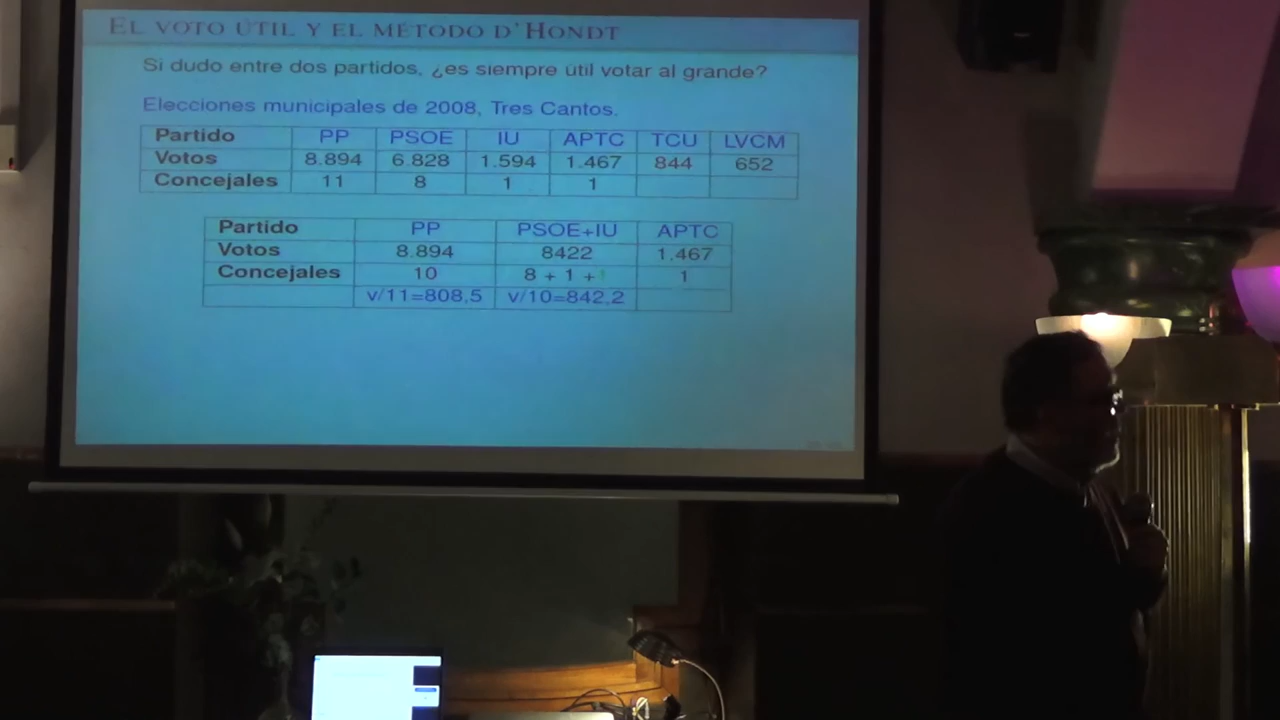 EL VOTO ÚTIL Y EL MÉTODO D'HONDT
Si dudo entre dos partidos, ¿es siempre útil votar al grande?
Elecciones municipales de 2008, Tres Cantos.
Partido PP PSOE IU APTC TCU LVCM
Votos 8.894 6.828 1.594 1.467 844 652
Concejales 11 8 1 1
Partido PP PSOE+IU APTC
Votos 8.894 8422 1.467
Concejales 10 8 + 1 +1 1
v/11=808,5 v/10=842,2